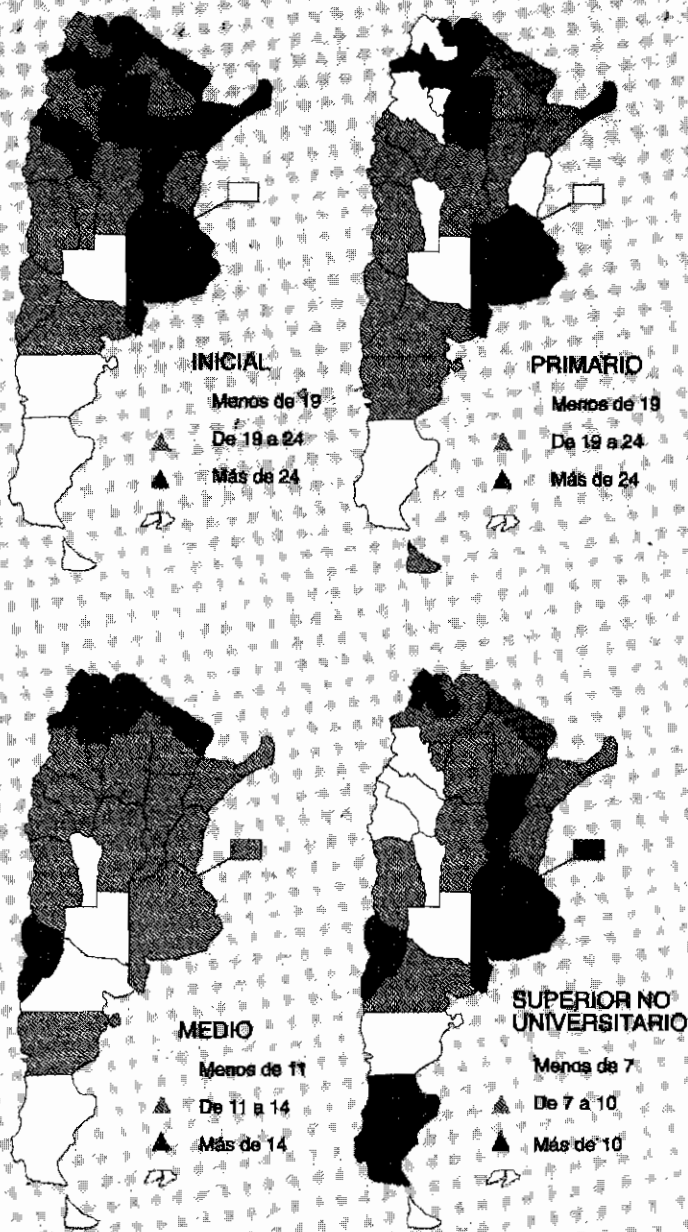 INICIAL
Menos de 19
De 19 a 24
Más de 24
PRIMARIO
Menos de 19
De 19 a 24
Más de 24
MEDIO
Menos de 11
De 11 a 14
Más de 14
SUPERIOR NO
UNIVERSITARIO
Menos de 7
De 7 a 10
Más de 10